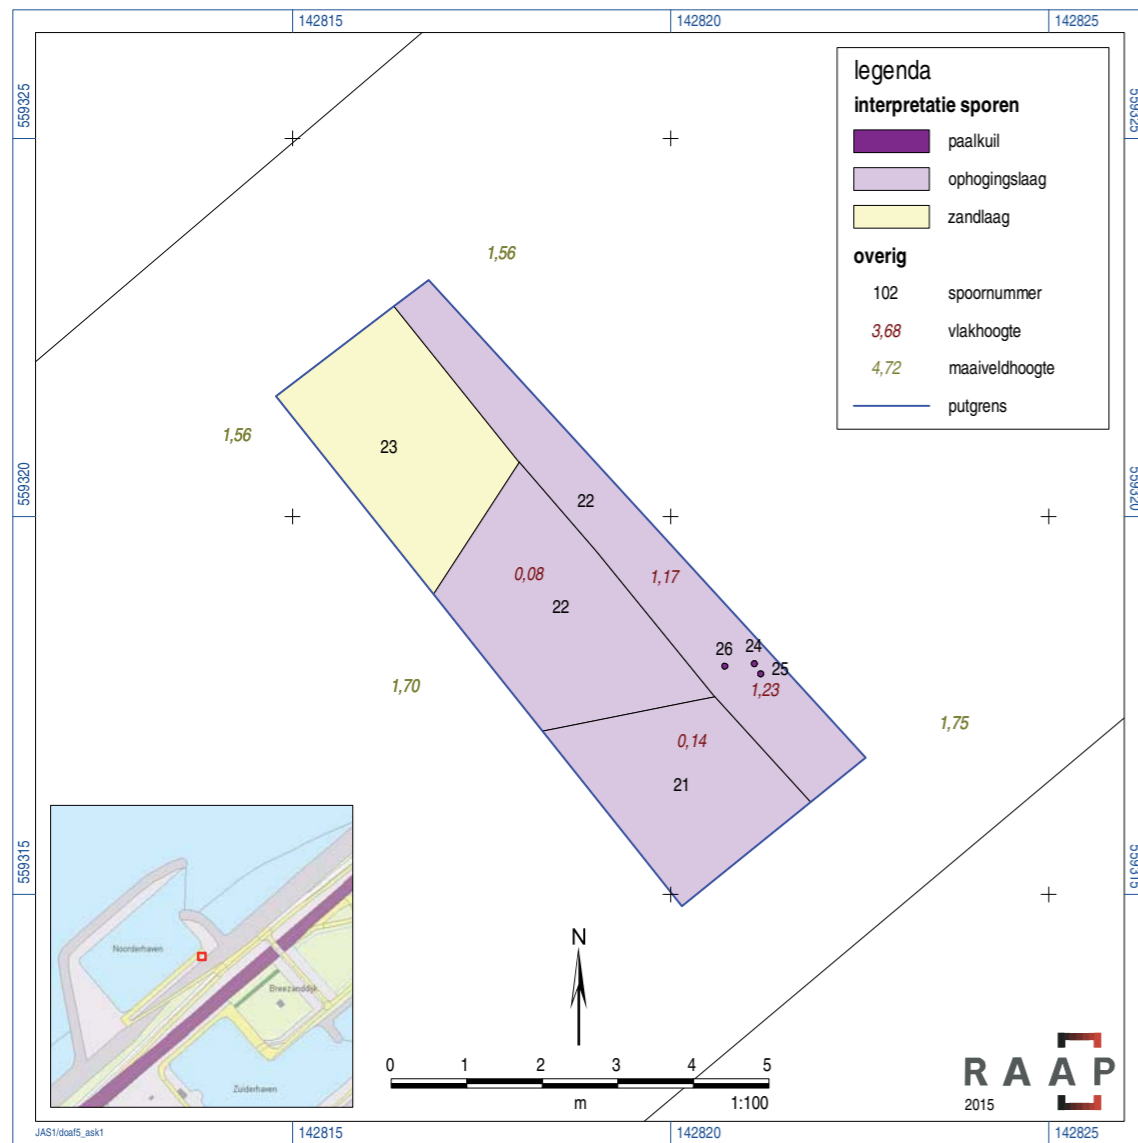 142815
142820
142825
559325
559325
legenda
interpretatie sporen
paalkuil
ophogingslaag
zandlaag
overig
102 spoornummer
3,68 vlakhoogte
4,72 maaiveldhoogte
putgrens
1,56
1,56
23
559320
559320
22
0,08
1,17
22
26
24
25
1,23
1,70
1,75
0,14
21
559315
559315
Noorderhaven
Breezanddijk
Zuiderhaven
N
0 1 2 3 4 5
m 1:100
RAAP
2015
JAS1/doaf5_ask1
142815
142820
142825